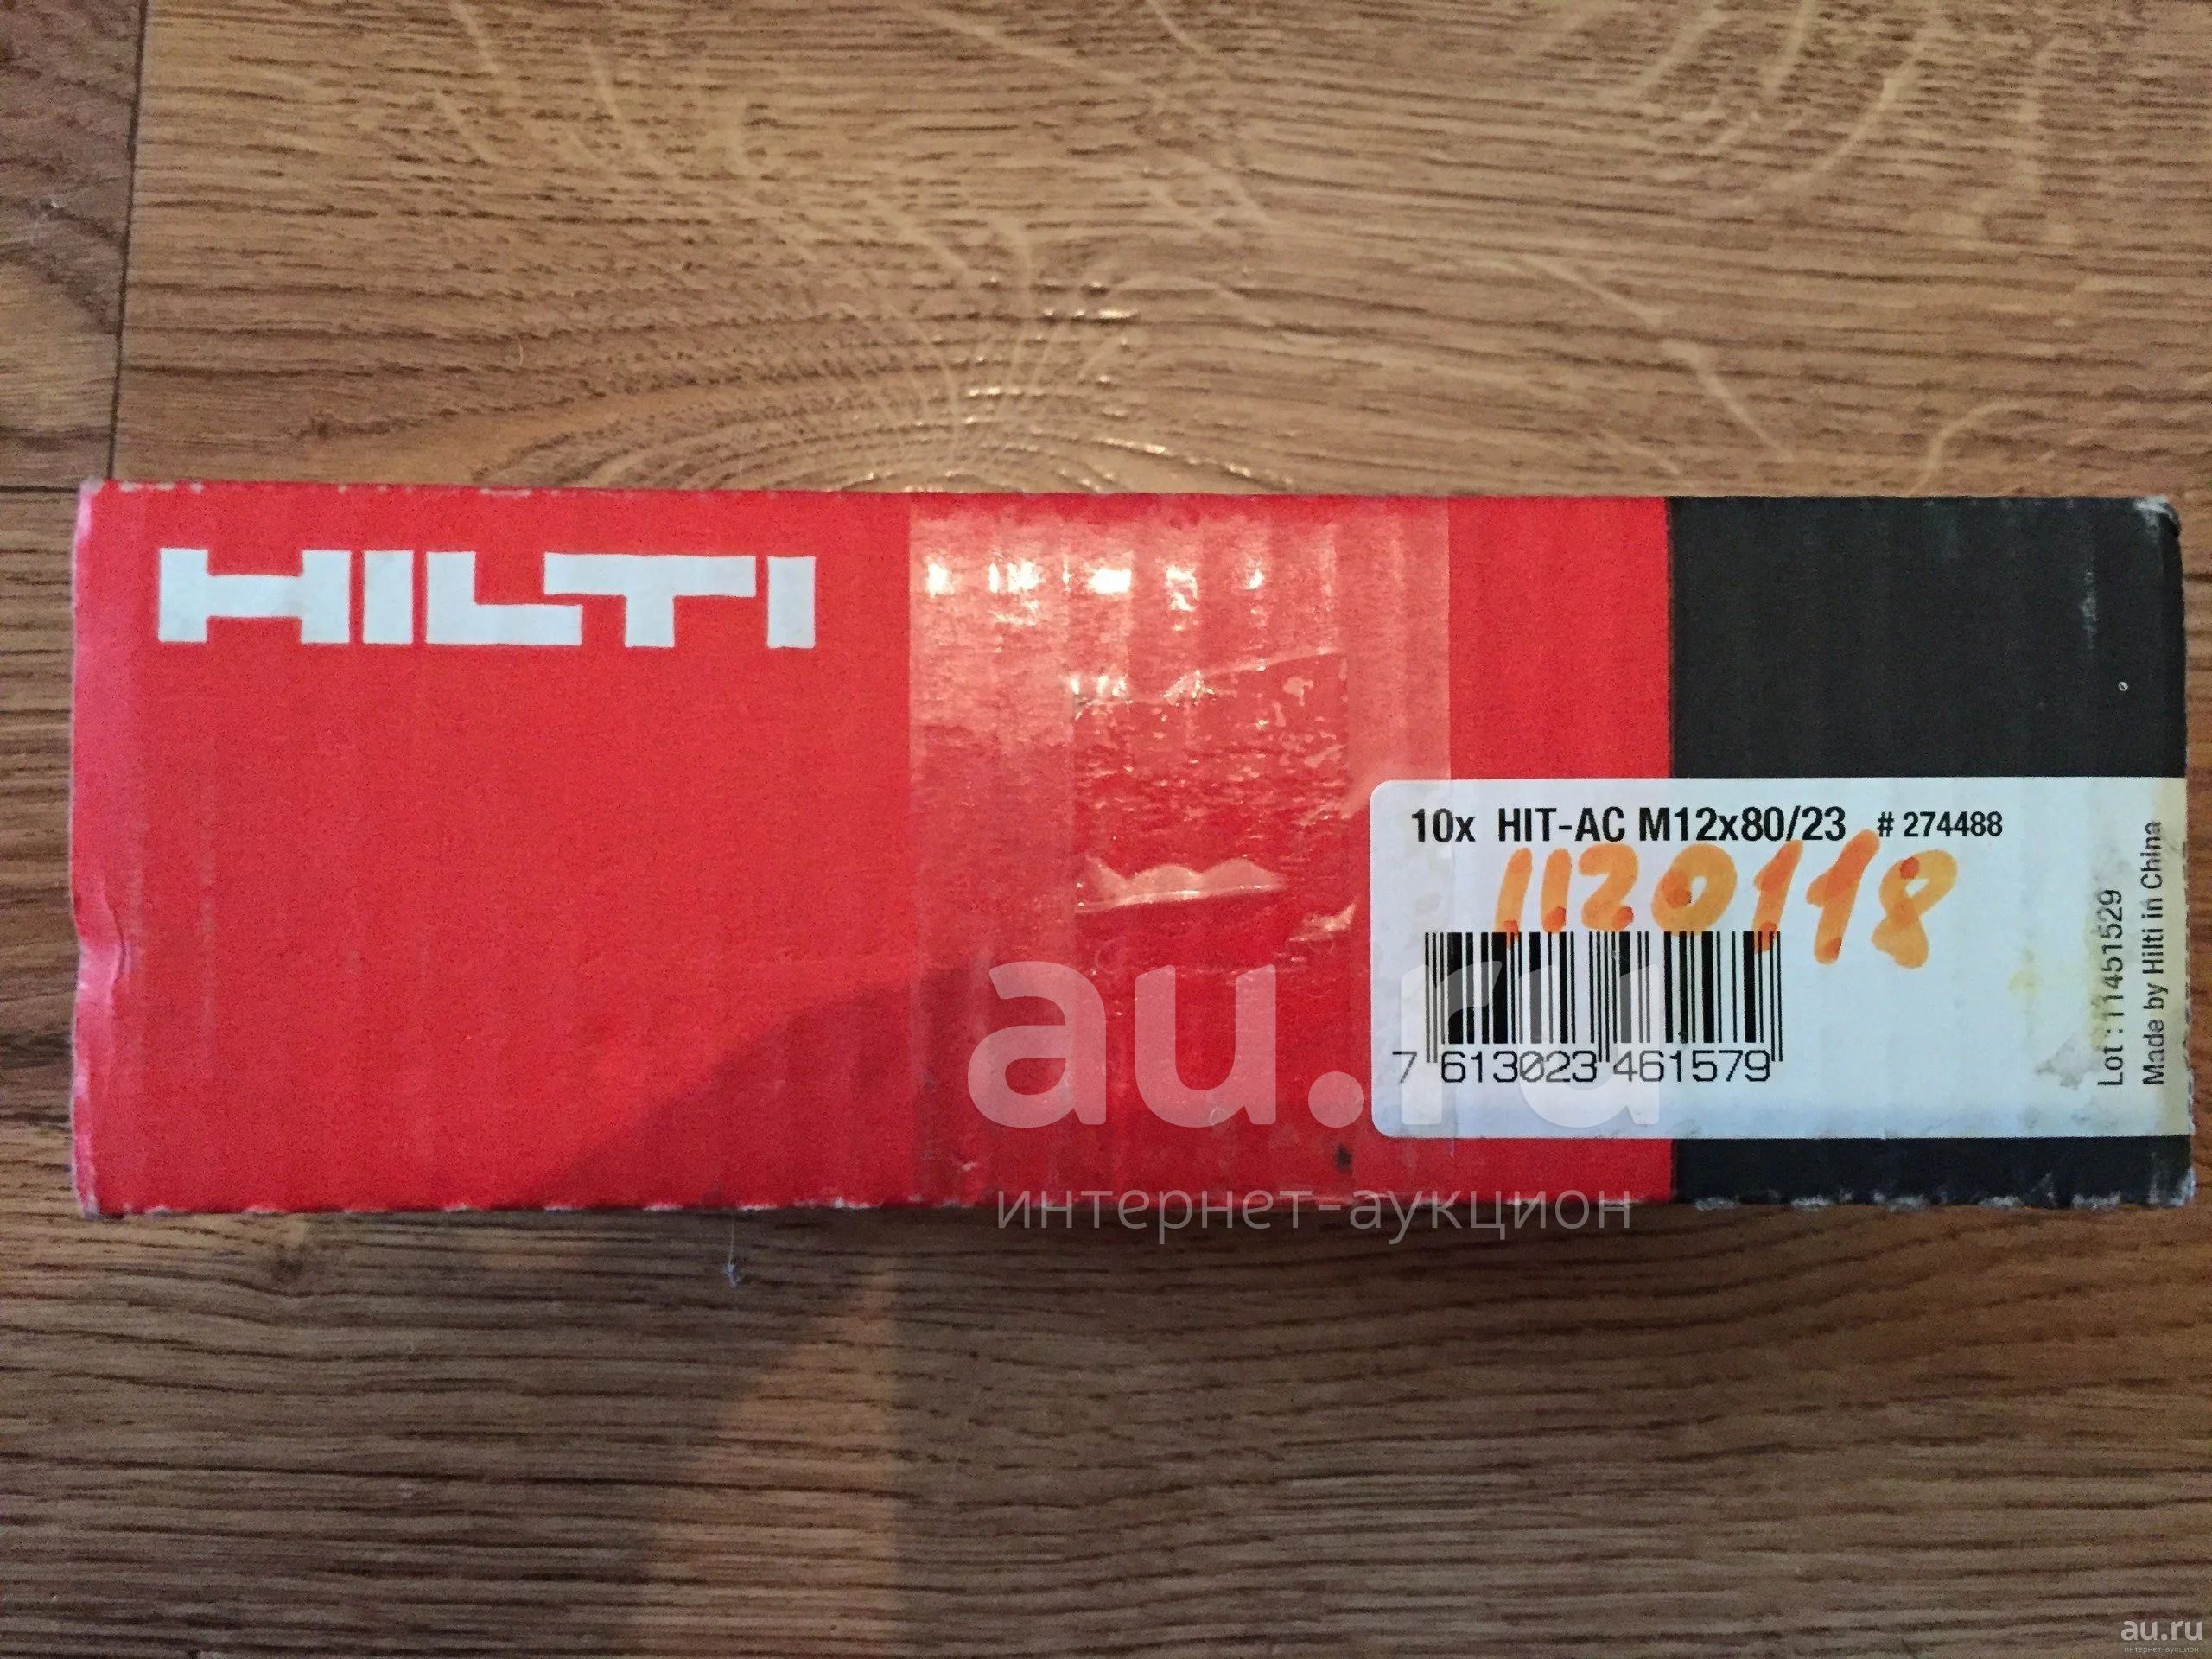 HILTI
10x HIT-AC M12x80/23 # 274488
1120118
7 613023 461579
Lot : 11451529
Made by Hilti in China
au.ru
интернет-аукцион
au.ru
интернет-аукцион